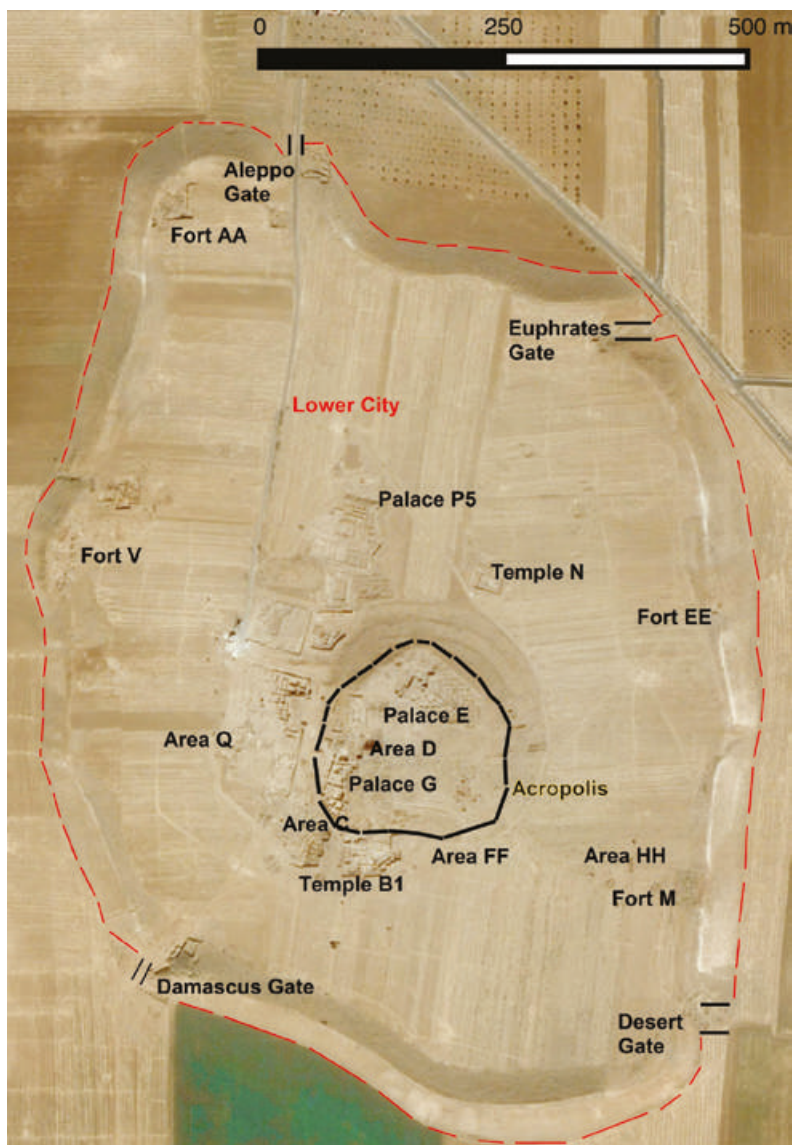 0 250 500 m
Aleppo
Gate
Fort AA
Euphrates
Gate
Lower City
Palace P5
Fort V
Temple N
Fort EE
Palace E
Area Q
Area D
Palace G
Acropolis
Area C
Area FF
Area HH
Temple B1
Fort M
Damascus Gate
Desert
Gate